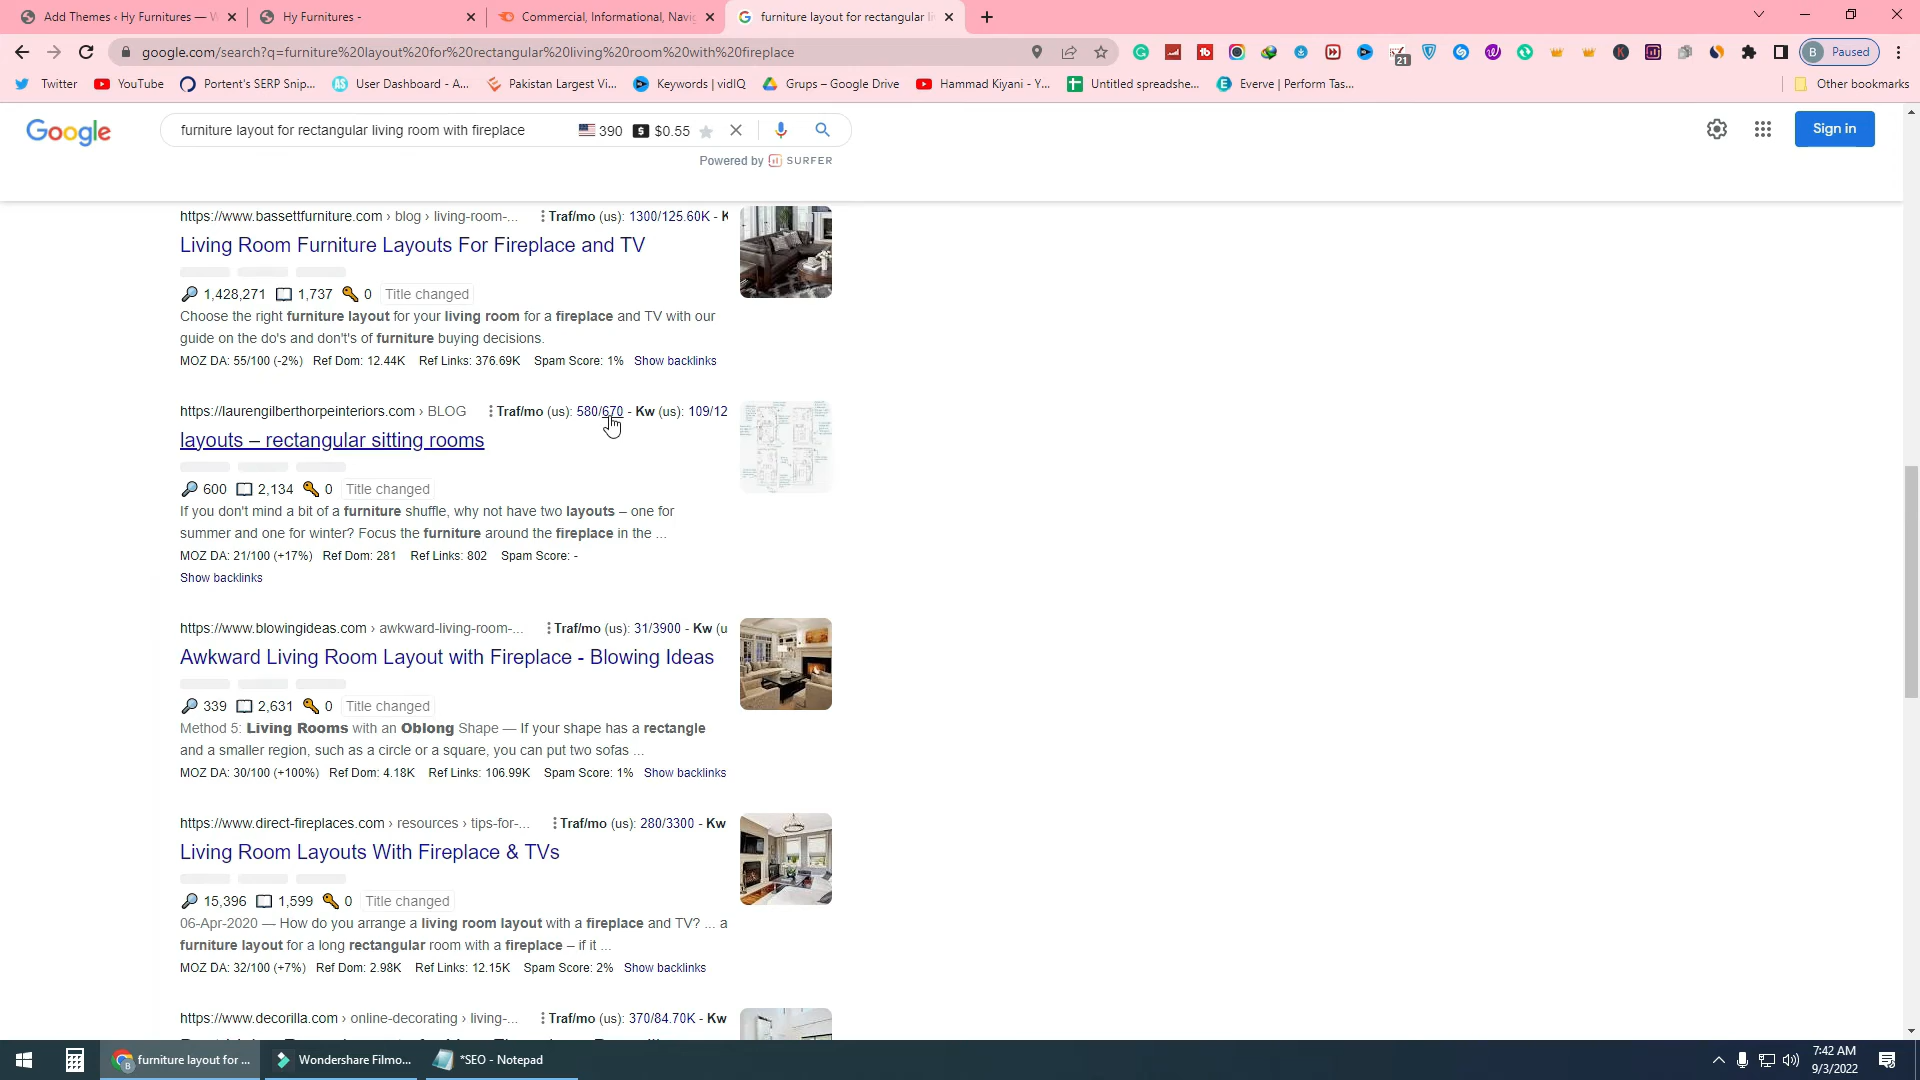 Add Themes ‹ Hy Furnitures — W
Hy Furnitures -
Commercial, Informational, Navig
furniture layout for rectangular li
google.com/search?q=furniture%20layout%20for%20rectangular%20living%20room%20with%20fireplace
21
B Paused
Twitter
YouTube
Portent's SERP Snip...
User Dashboard - A...
Pakistan Largest Vi...
Keywords | vidIQ
Grups – Google Drive
Hammad Kiyani - Y...
Untitled spreadshe...
Everve | Perform Tas...
Other bookmarks
Google
furniture layout for rectangular living room with fireplace
390 $ $0.55
Sign in
Powered by SURFER
https://www.bassettfurniture.com › blog › living-room-... Traf/mo (us): 1300/125.60K - K
Living Room Furniture Layouts For Fireplace and TV
1,428,271 1,737 0 Title changed
Choose the right furniture layout for your living room for a fireplace and TV with our
guide on the do's and don't's of furniture buying decisions.
MOZ DA: 55/100 (-2%) Ref Dom: 12.44K Ref Links: 376.69K Spam Score: 1% Show backlinks
https://laurengilberthorpeinteriors.com › BLOG Traf/mo (us): 580/670 - Kw (us): 109/12
layouts – rectangular sitting rooms
600 2,134 0 Title changed
If you don't mind a bit of a furniture shuffle, why not have two layouts – one for
summer and one for winter? Focus the furniture around the fireplace in the ...
MOZ DA: 21/100 (+17%) Ref Dom: 281 Ref Links: 802 Spam Score: -
Show backlinks
https://www.blowingideas.com › awkward-living-room-... Traf/mo (us): 31/3900 - Kw (u
Awkward Living Room Layout with Fireplace - Blowing Ideas
339 2,631 0 Title changed
Method 5: Living Rooms with an Oblong Shape — If your shape has a rectangle
and a smaller region, such as a circle or a square, you can put two sofas ...
MOZ DA: 30/100 (+100%) Ref Dom: 4.18K Ref Links: 106.99K Spam Score: 1% Show backlinks
https://www.direct-fireplaces.com › resources › tips-for-... Traf/mo (us): 280/3300 - Kw
Living Room Layouts With Fireplace & TVs
15,396 1,599 0 Title changed
06-Apr-2020 — How do you arrange a living room layout with a fireplace and TV? ... a
furniture layout for a long rectangular room with a fireplace – if it ...
MOZ DA: 32/100 (+7%) Ref Dom: 2.98K Ref Links: 12.15K Spam Score: 2% Show backlinks
https://www.decorilla.com › online-decorating › living-... Traf/mo (us): 370/84.70K - Kw
furniture layout for ...
Wondershare Filmo...
*SEO - Notepad
7:42 AM
9/3/2022